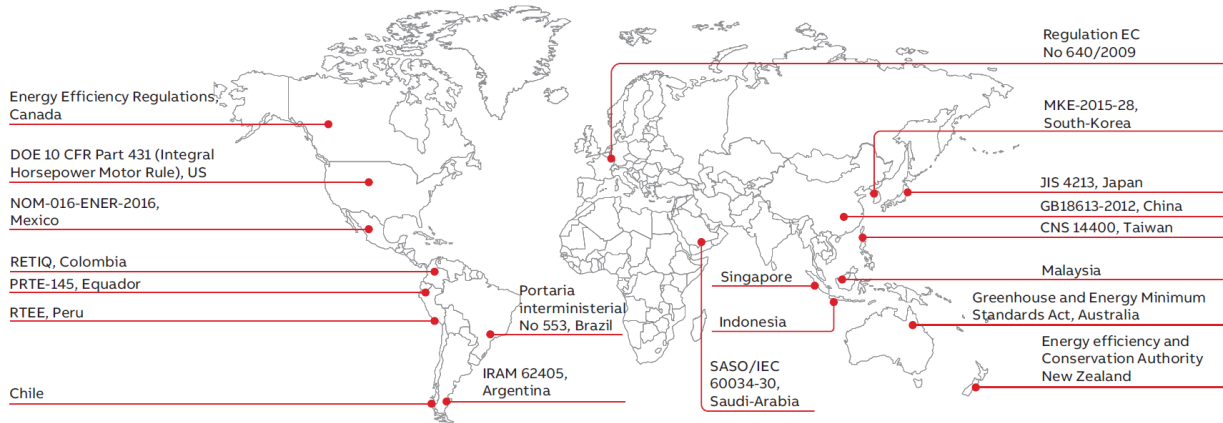 Energy Efficiency Regulations,
Canada
DOE 10 CFR Part 431 (Integral
Horsepower Motor Rule), US
NOM-016-ENER-2016,
Mexico
RETIQ, Colombia
PRTE-145, Equador
RTEE, Peru
Chile
Portaria
interministerial
No 553, Brazil
IRAM 62405,
Argentina
Regulation EC
No 640/2009
MKE-2015-28,
South-Korea
JIS 4213, Japan
GB18613-2012, China
CNS 14400, Taiwan
Singapore
Malaysia
Indonesia
Greenhouse and Energy Minimum
Standards Act, Australia
SASO/IEC
60034-30,
Saudi-Arabia
Energy efficiency and
Conservation Authority
New Zealand